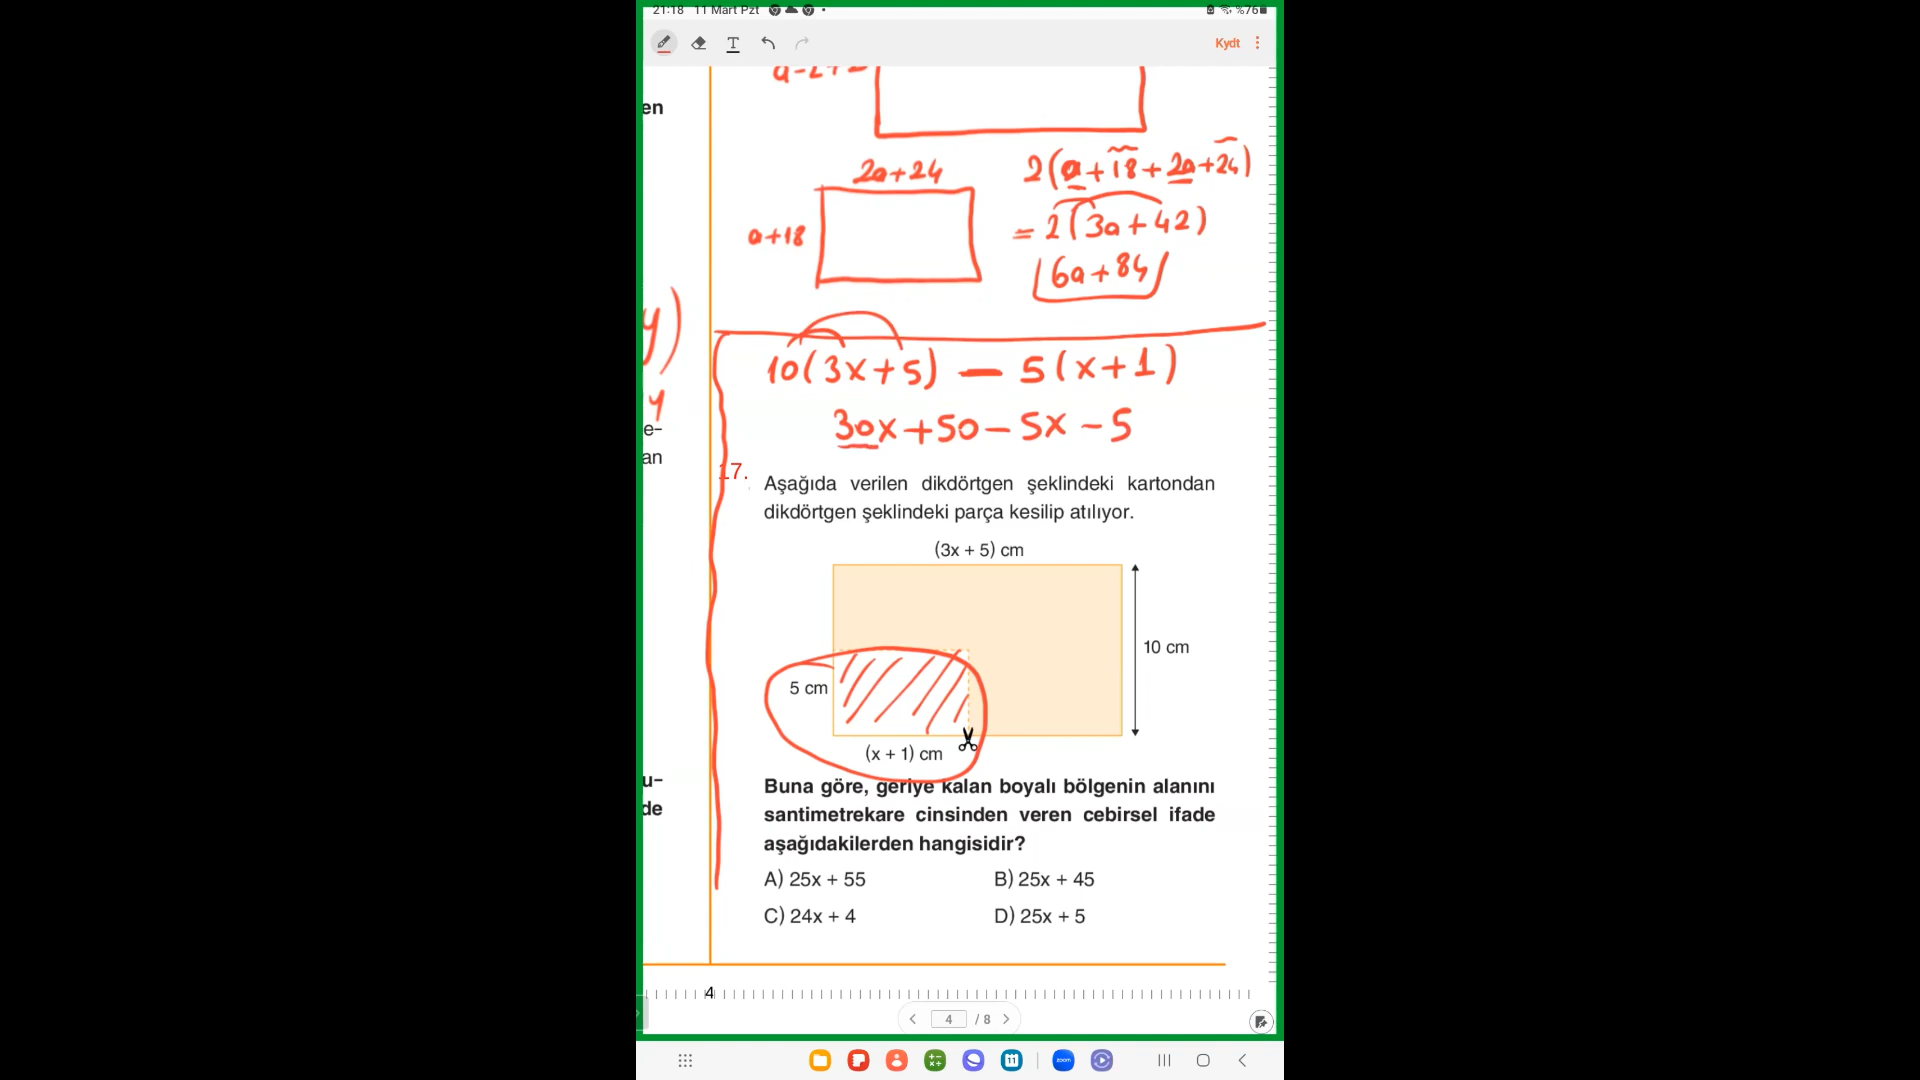 21:18 11 Mart Pzt
%76
T
Kydt
en
2a+24
a+18
2(a+18+2a+24)
=2(3a+42)
6a+84
y)
y
10(3x+5) - 5(x+1)
30x+50-5x-5
e-
an
17.
Aşağıda verilen dikdörtgen şeklindeki kartondan
dikdörtgen şeklindeki parça kesilip atılıyor.
(3x + 5) cm
10 cm
5 cm
(x + 1) cm
u-
de
Buna göre, geriye kalan boyalı bölgenin alanını
santimetrekare cinsinden veren cebirsel ifade
aşağıdakilerden hangisidir?
A) 25x + 55
B) 25x + 45
C) 24x + 4
D) 25x + 5
4
4 / 8
11
zoom